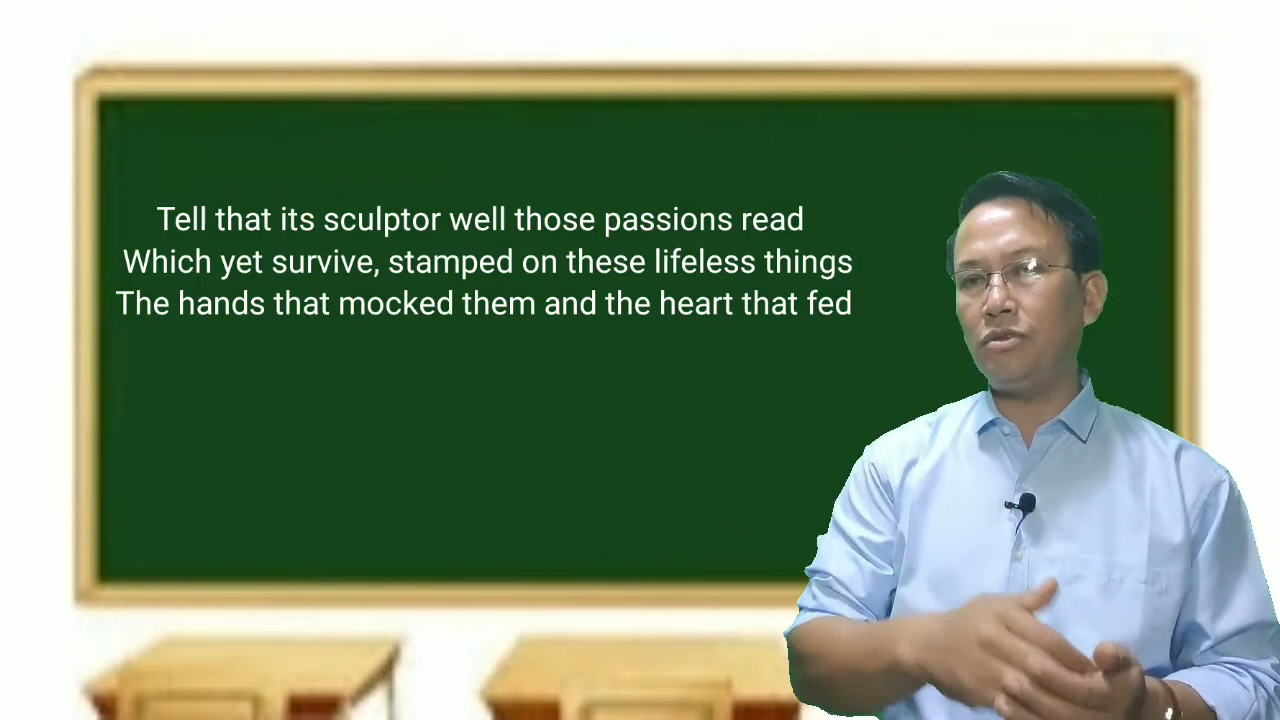 Tell that its sculptor well those passions read
Which yet survive, stamped on these lifeless things
The hands that mocked them and the heart that fed